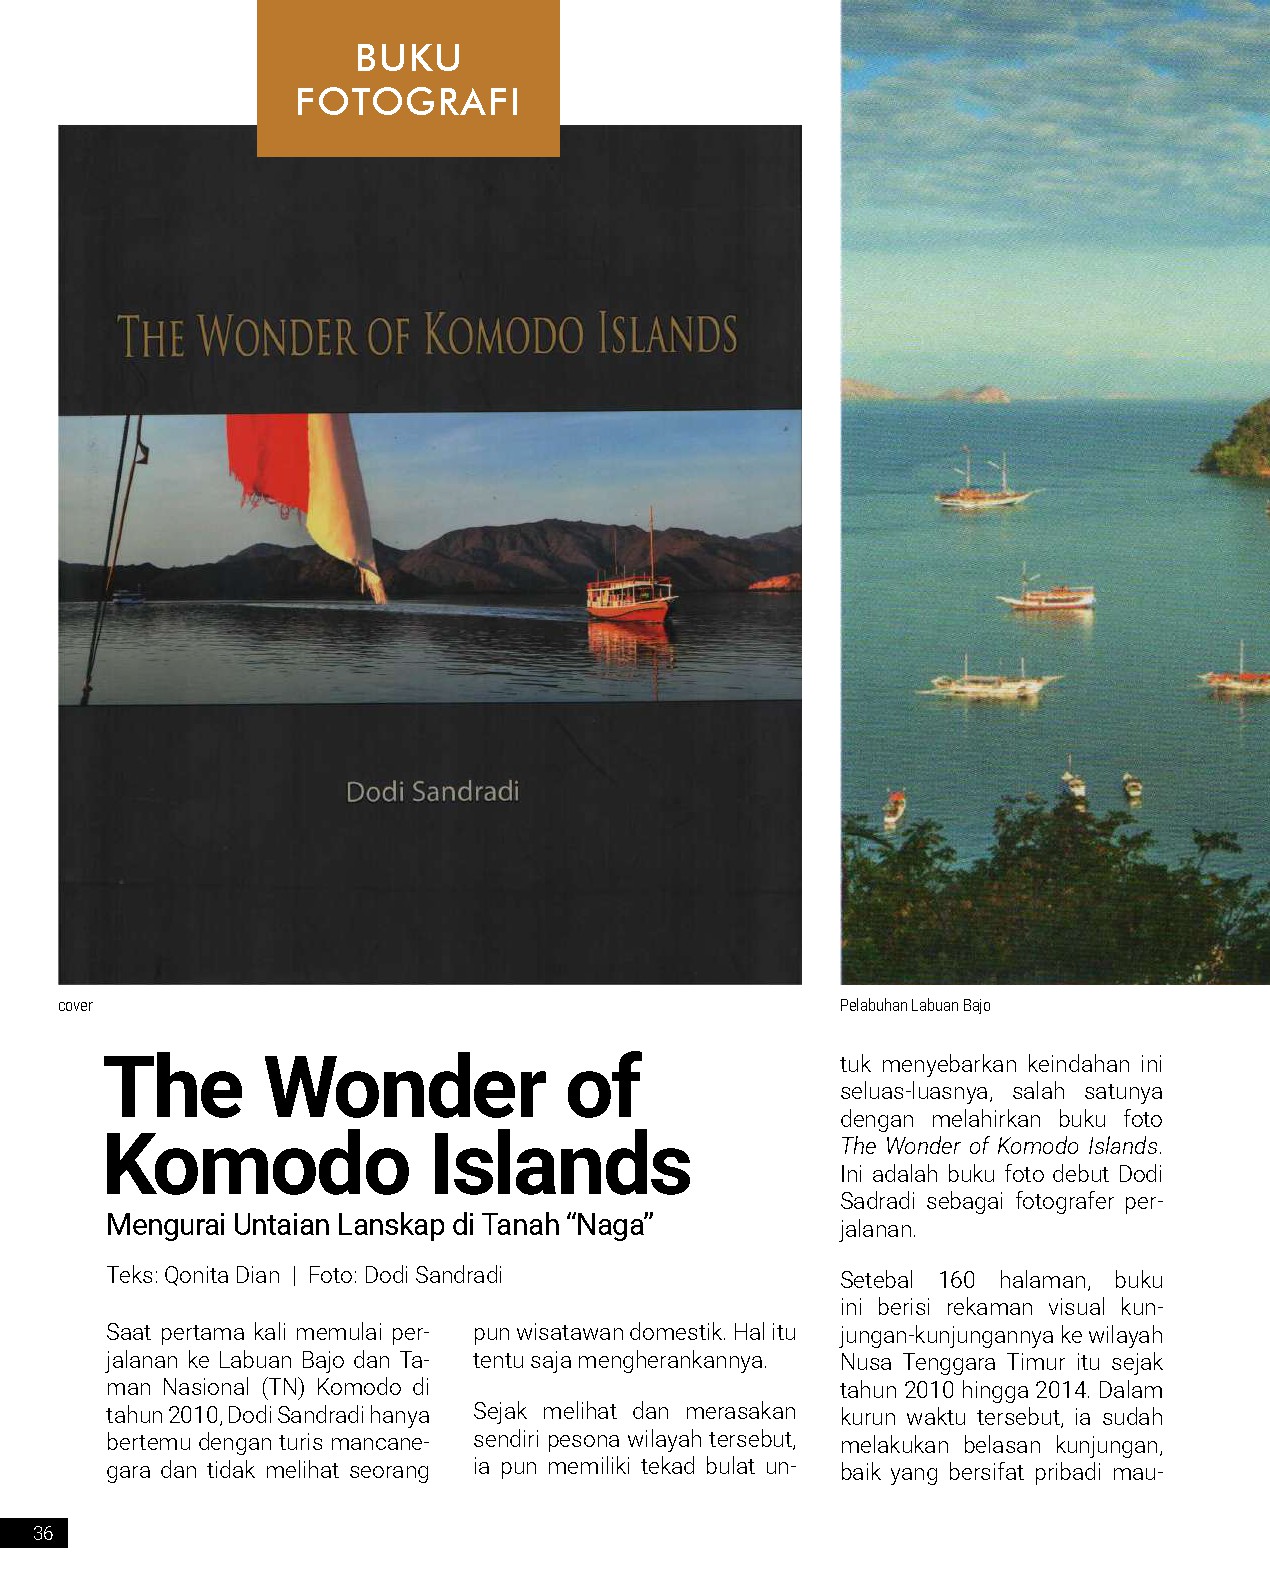 BUKU
FOTOGRAFI
THE WONDER OF KOMODO ISLANDS
Dodi Sandradi
cover
Pelabuhan Labuan Bajo
The Wonder of
Komodo Islands
Mengurai Untaian Lanskap di Tanah “Naga”
Teks: Qonita Dian | Foto: Dodi Sandradi
Saat pertama kali memulai per-
jalanan ke Labuan Bajo dan Ta-
man Nasional (TN) Komodo di
tahun 2010, Dodi Sandradi hanya
bertemu dengan turis mancane-
gara dan tidak melihat seorang
pun wisatawan domestik. Hal itu
tentu saja mengherankannya.
Sejak melihat dan merasakan
sendiri pesona wilayah tersebut,
ia pun memiliki tekad bulat un-
tuk menyebarkan keindahan ini
seluas-luasnya, salah satunya
dengan melahirkan buku foto
The Wonder of Komodo Islands.
Ini adalah buku foto debut Dodi
Sadradi sebagai fotografer per-
jalanan.
Setebal 160 halaman, buku
ini berisi rekaman visual kun-
jungan-kunjungannya ke wilayah
Nusa Tenggara Timur itu sejak
tahun 2010 hingga 2014. Dalam
kurun waktu tersebut, ia sudah
melakukan belasan kunjungan,
baik yang bersifat pribadi mau-
36